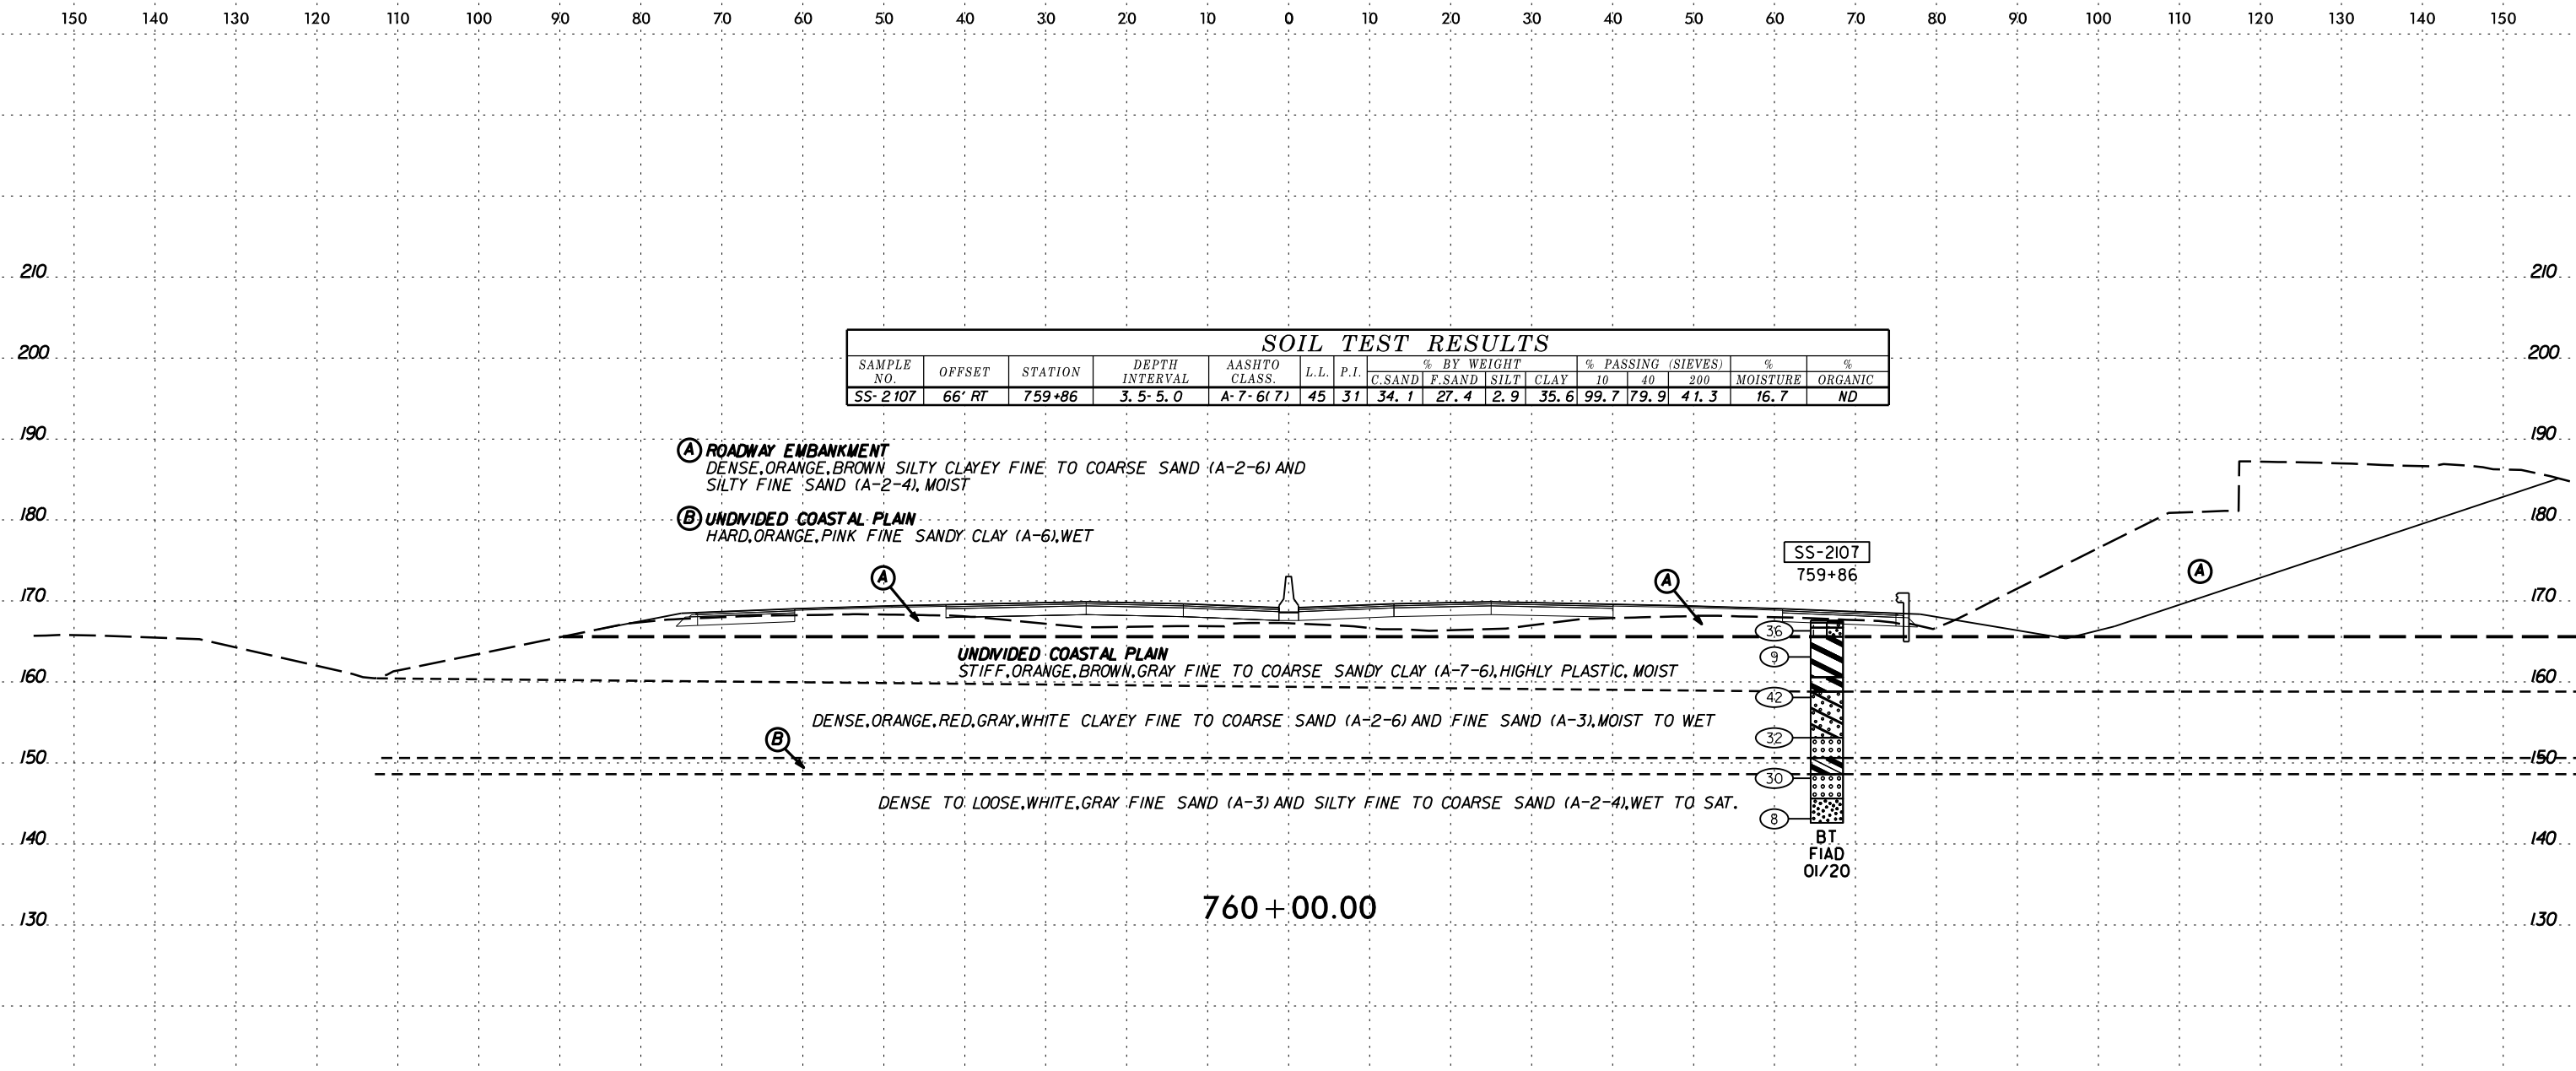 150 140 130 120 110 100 90 80 70 60 50 40 30 20 10 0 10 20 30 40 50 60 70 80 90 100 110 120 130 140 150
210 210
SOIL TEST RESULTS
200 200
SAMPLE NO. OFFSET STATION DEPTH INTERVAL AASHTO CLASS. L.L. P.I. % BY WEIGHT % PASSING (SIEVES) % MOISTURE % ORGANIC
C.SAND F.SAND SILT CLAY 10 40 200
SS-2107 66' RT 759+86 3.5-5.0 A-7-6(7) 45 31 34.1 27.4 2.9 35.6 99.7 79.9 41.3 16.7 ND
190 190
A ROADWAY EMBANKMENT
DENSE,ORANGE,BROWN SILTY CLAYEY FINE TO COARSE SAND (A-2-6) AND
SILTY FINE SAND (A-2-4), MOIST
180 180
B UNDIVIDED COASTAL PLAIN
HARD,ORANGE,PINK FINE SANDY CLAY (A-6),WET
SS-2107
759+86
A A A
170 170
36
UNDIVIDED COASTAL PLAIN
9
STIFF,ORANGE,BROWN,GRAY FINE TO COARSE SANDY CLAY (A-7-6),HIGHLY PLASTIC, MOIST
160 160
42
DENSE,ORANGE,RED,GRAY,WHITE CLAYEY FINE TO COARSE SAND (A-2-6) AND FINE SAND (A-3),MOIST TO WET
B
32
150 150
30
DENSE TO LOOSE,WHITE,GRAY FINE SAND (A-3) AND SILTY FINE TO COARSE SAND (A-2-4),WET TO SAT.
8
140 140
BT
FIAD
01/20
760+00.00
130 130